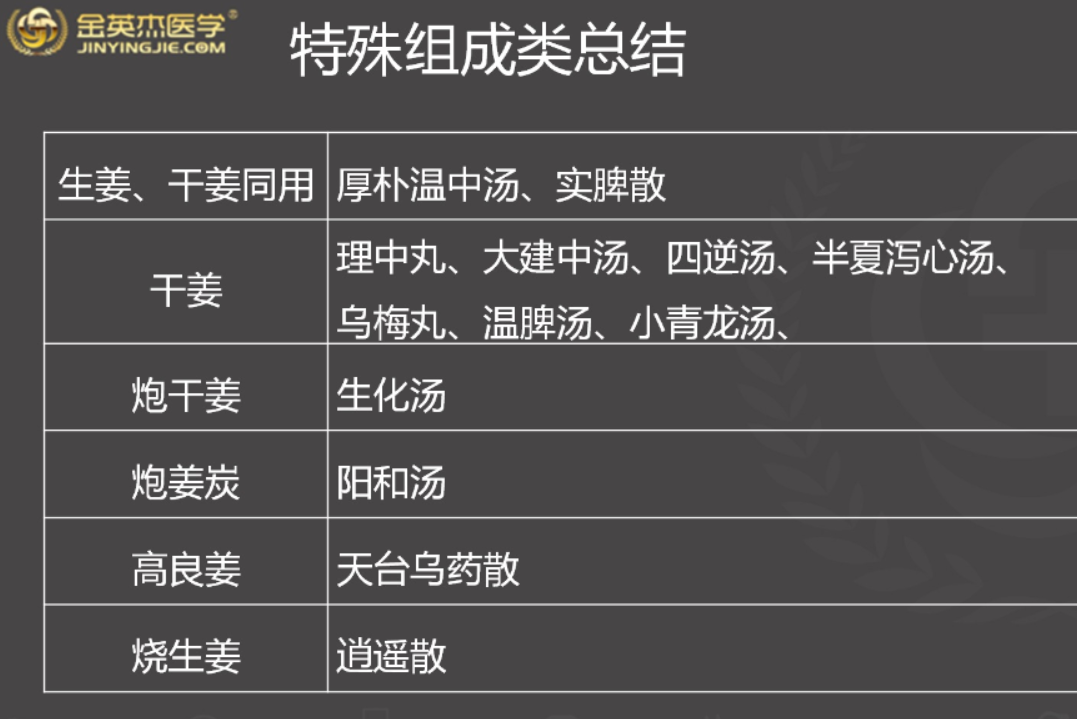 金英杰医学®
JINYINGJIE.COM
特殊组成类总结
生姜、干姜同用 厚朴温中汤、实脾散
干姜 理中丸、大建中汤、四逆汤、半夏泻心汤、
乌梅丸、温脾汤、小青龙汤、
炮干姜 生化汤
炮姜炭 阳和汤
高良姜 天台乌药散
烧生姜 逍遥散